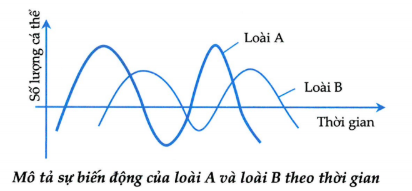 Số lượng cá thể
Loài A
Loài B
Thời gian
Mô tả sự biến động của loài A và loài B theo thời gian